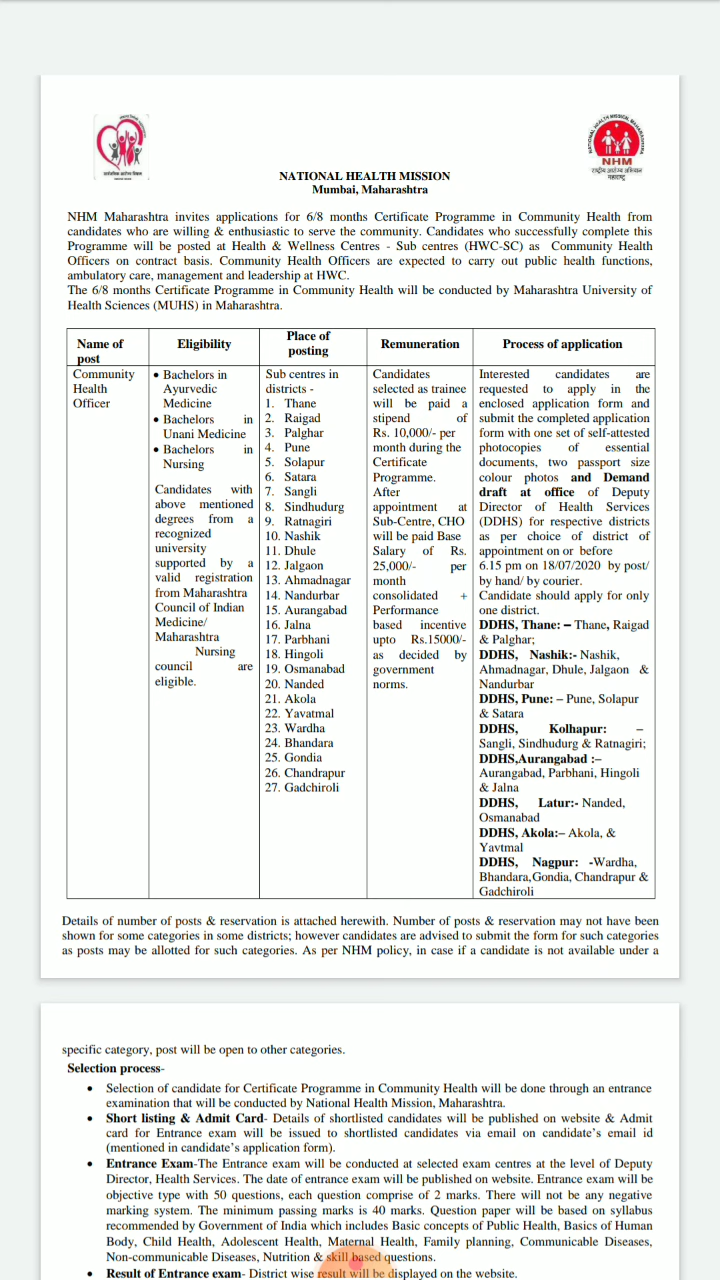 NHM
राष्ट्रीय आरोग्य अभियान
महाराष्ट्र
NATIONAL HEALTH MISSION
Mumbai, Maharashtra
NHM Maharashtra invites applications for 6/8 months Certificate Programme in Community Health from
candidates who are willing & enthusiastic to serve the community. Candidates who successfully complete this
Programme will be posted at Health & Wellness Centres - Sub centres (HWC-SC) as Community Health
Officers on contract basis. Community Health Officers are expected to carry out public health functions,
ambulatory care, management and leadership at HWC.
The 6/8 months Certificate Programme in Community Health will be conducted by Maharashtra University of
Health Sciences (MUHS) in Maharashtra.
Name of
post
Eligibility
Place of
posting
Remuneration
Process of application
Community
Health
Officer
• Bachelors in
Ayurvedic
Medicine
• Bachelors in
Unani Medicine
• Bachelors in
Nursing
Candidates with
above mentioned
degrees from a
recognized
university
supported by a
valid registration
from Maharashtra
Council of Indian
Medicine/
Maharashtra
Nursing
council are
eligible.
Sub centres in
districts -
1. Thane
2. Raigad
3. Palghar
4. Pune
5. Solapur
6. Satara
7. Sangli
8. Sindhudurg
9. Ratnagiri
10. Nashik
11. Dhule
12. Jalgaon
13. Ahmadnagar
14. Nandurbar
15. Aurangabad
16. Jalna
17. Parbhani
18. Hingoli
19. Osmanabad
20. Nanded
21. Akola
22. Yavatmal
23. Wardha
24. Bhandara
25. Gondia
26. Chandrapur
27. Gadchiroli
Candidates
selected as trainee
will be paid a
stipend of
Rs. 10,000/- per
month during the
Certificate
Programme.
After
appointment at
Sub-Centre, CHO
will be paid Base
Salary of Rs.
25,000/- per
month
consolidated +
Performance
based incentive
upto Rs.15000/-
as decided by
government
norms.
Interested candidates are
requested to apply in the
enclosed application form and
submit the completed application
form with one set of self-attested
photocopies of essential
documents, two passport size
colour photos and Demand
draft at office of Deputy
Director of Health Services
(DDHS) for respective districts
as per choice of district of
appointment on or before
6.15 pm on 18/07/2020 by post/
by hand/ by courier.
Candidate should apply for only
one district.
DDHS, Thane: – Thane, Raigad
& Palghar;
DDHS, Nashik:- Nashik,
Ahmadnagar, Dhule, Jalgaon &
Nandurbar
DDHS, Pune: – Pune, Solapur
& Satara
DDHS, Kolhapur: –
Sangli, Sindhudurg & Ratnagiri;
DDHS,Aurangabad :–
Aurangabad, Parbhani, Hingoli
& Jalna
DDHS, Latur:- Nanded,
Osmanabad
DDHS, Akola:– Akola, &
Yavtmal
DDHS, Nagpur: -Wardha,
Bhandara,Gondia, Chandrapur &
Gadchiroli
Details of number of posts & reservation is attached herewith. Number of posts & reservation may not have been
shown for some categories in some districts; however candidates are advised to submit the form for such categories
as posts may be allotted for such categories. As per NHM policy, in case if a candidate is not available under a
specific category, post will be open to other categories.
Selection process-
• Selection of candidate for Certificate Programme in Community Health will be done through an entrance
examination that will be conducted by National Health Mission, Maharashtra.
• Short listing & Admit Card- Details of shortlisted candidates will be published on website & Admit
card for Entrance exam will be issued to shortlisted candidates via email on candidate's email id
(mentioned in candidate's application form).
• Entrance Exam-The Entrance exam will be conducted at selected exam centres at the level of Deputy
Director, Health Services. The date of entrance exam will be published on website. Entrance exam will be
objective type with 50 questions, each question comprise of 2 marks. There will not be any negative
marking system. The minimum passing marks is 40 marks. Question paper will be based on syllabus
recommended by Government of India which includes Basic concepts of Public Health, Basics of Human
Body, Child Health, Adolescent Health, Maternal Health, Family planning, Communicable Diseases,
Non-communicable Diseases, Nutrition & skill based questions.
• Result of Entrance exam- District wise result will be displayed on the website.